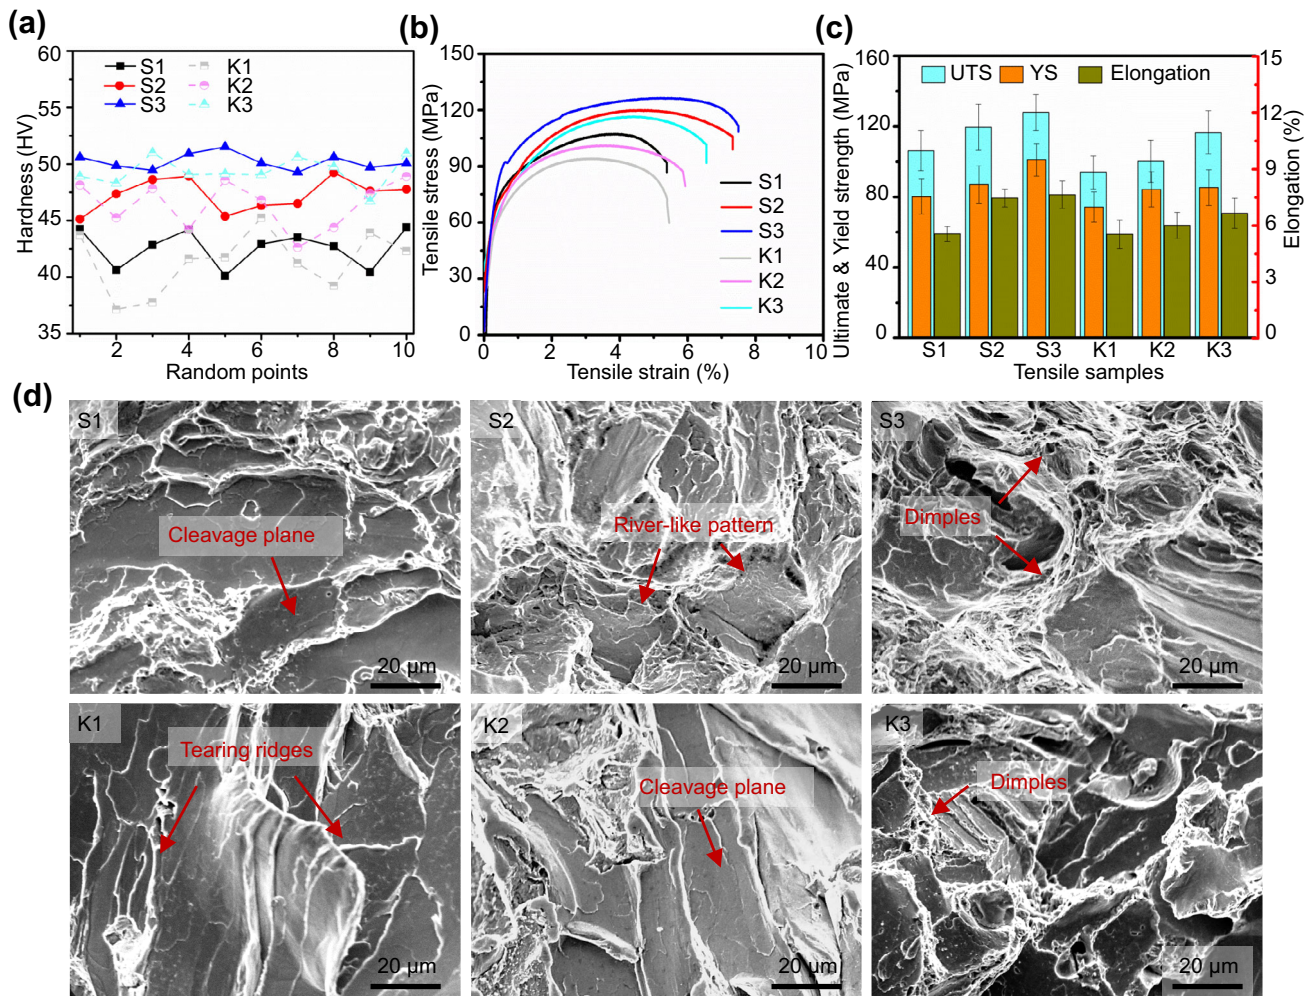 (a)
Hardness (HV)
55
50
45
40
35
S1
S2
S3
K1
K2
K3
2
4
6
8
10
Random points
(b)
Tensile stress (MPa)
150
120
90
60
30
0
S1
S2
S3
K1
K2
K3
0
2
4
6
8
10
Tensile strain (%)
(c)
Ultimate & Yield strength (MPa)
160
120
80
40
0
UTS
YS
Elongation
15
12
9
6
3
0
Elongation (%)
S1
S2
S3
K1
K2
K3
Tensile samples
(d)
S1
Cleavage plane
20 μm
S2
River-like pattern
20 μm
S3
Dimples
20 μm
K1
Tearing ridges
20 μm
K2
Cleavage plane
20 μm
K3
Dimples
20 μm